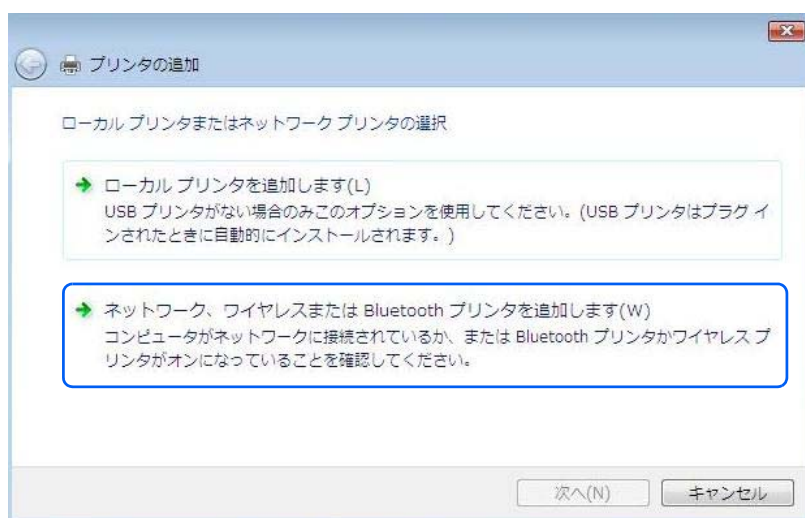 プリンタの追加
ローカル プリンタまたはネットワーク プリンタの選択
ローカル プリンタを追加します(L)
USB プリンタがない場合のみこのオプションを使用してください。(USB プリンタはプラグ イ
ンされたときに自動的にインストールされます。)
ネットワーク、ワイヤレスまたは Bluetooth プリンタを追加します(W)
コンピュータがネットワークに接続されているか、または Bluetooth プリンタかワイヤレス プ
リンタがオンになっていることを確認してください。
次へ(N)
キャンセル